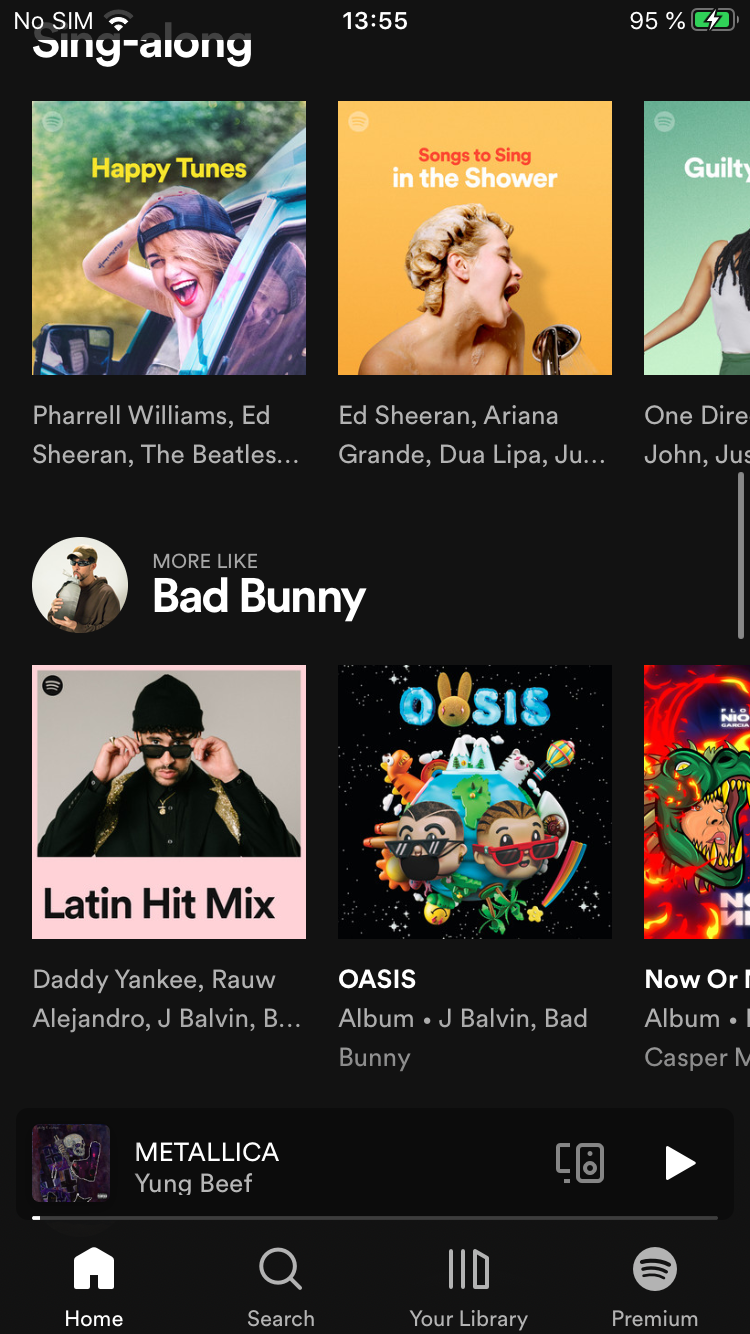 No SIM 13:55 95 %
Sing-along
Happy Tunes
Songs to Sing
in the Shower
Guilty
Pharrell Williams, Ed
Sheeran, The Beatles...
Ed Sheeran, Ariana
Grande, Dua Lipa, Ju...
One Dire
John, Jus
MORE LIKE
Bad Bunny
Latin Hit Mix
OASIS
FLO
NIO
GARCIA
Daddy Yankee, Rauw
Alejandro, J Balvin, B...
OASIS
Album • J Balvin, Bad
Bunny
Now Or
Album •
Casper M
METALLICA
Yung Beef
Home
Search
Your Library
Premium